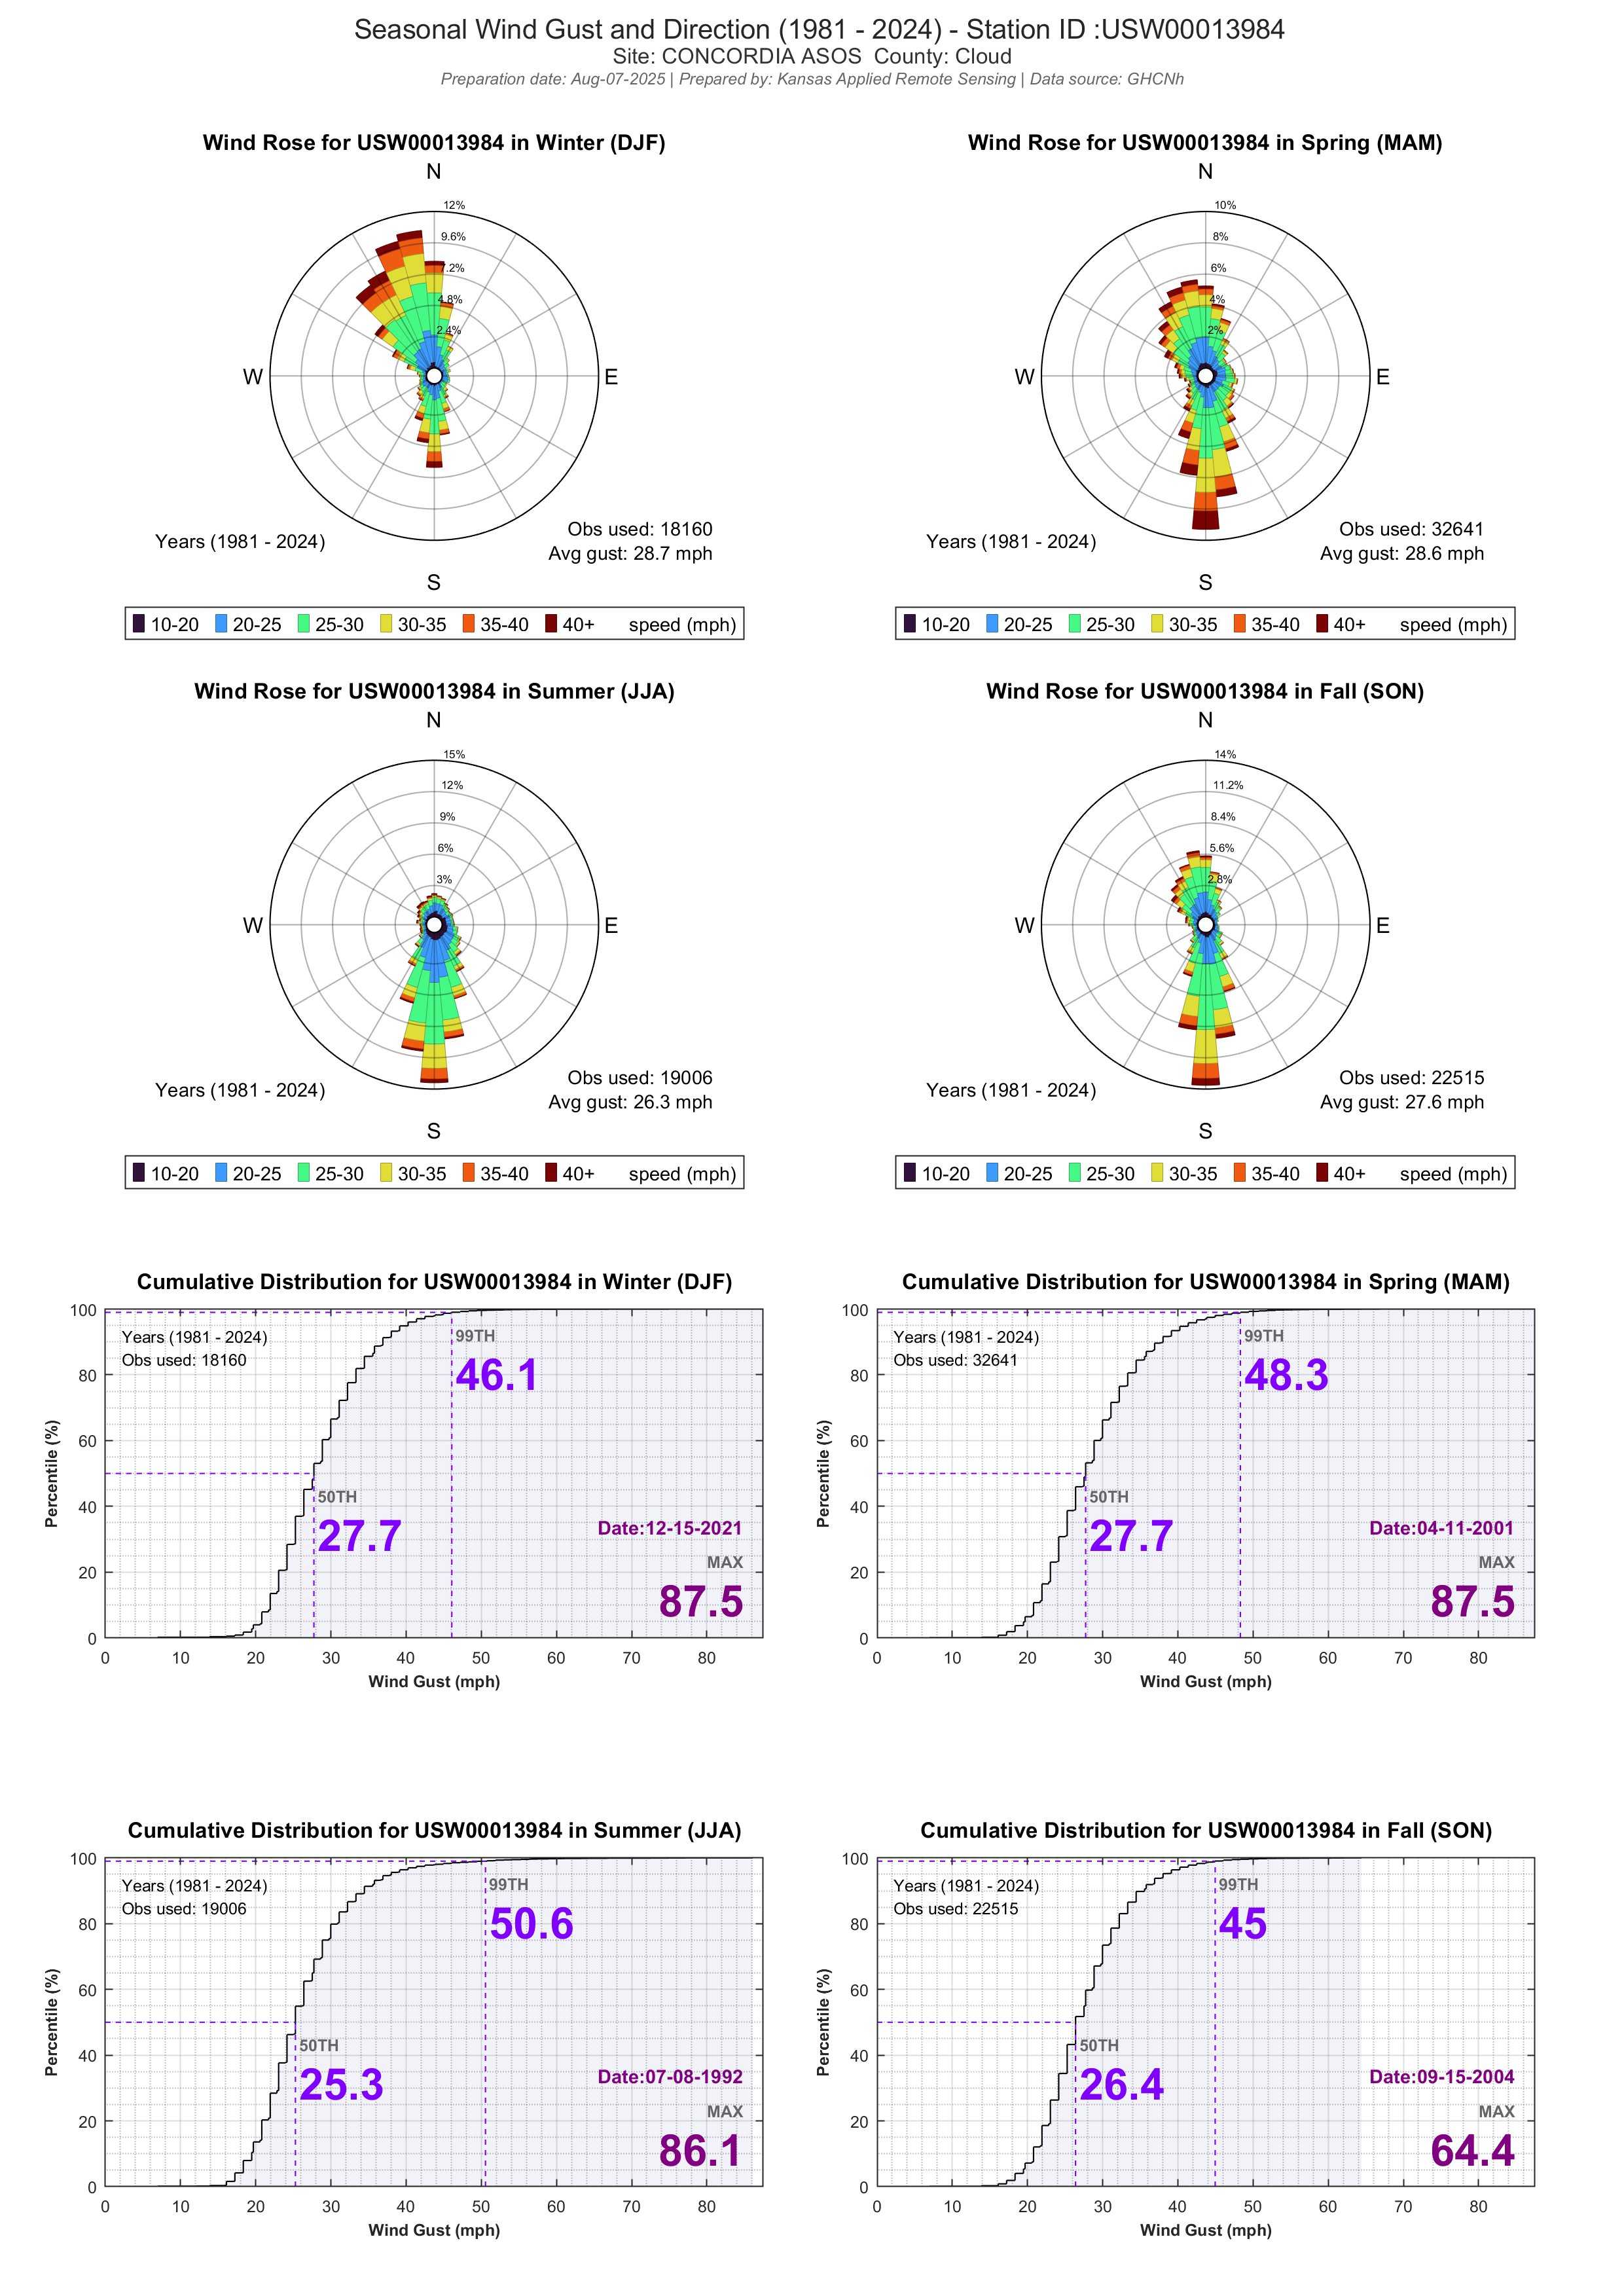 Seasonal Wind Gust and Direction (1981 - 2024) - Station ID :USW00013984
Site: CONCORDIA ASOS  County: Cloud
Preparation date: Aug-07-2025 | Prepared by: Kansas Applied Remote Sensing | Data source: GHCNh
Wind Rose for USW00013984 in Winter (DJF)
N
12%
9.6%
7.2%
4.8%
2.4%
W
E
Years (1981 - 2024)
Obs used: 18160
Avg gust: 28.7 mph
S
10-20 20-25 25-30 30-35 35-40 40+ speed (mph)
Wind Rose for USW00013984 in Spring (MAM)
N
10%
8%
6%
4%
2%
W
E
Years (1981 - 2024)
Obs used: 32641
Avg gust: 28.6 mph
S
10-20 20-25 25-30 30-35 35-40 40+ speed (mph)
Wind Rose for USW00013984 in Summer (JJA)
N
15%
12%
9%
6%
3%
W
E
Years (1981 - 2024)
Obs used: 19006
Avg gust: 26.3 mph
S
10-20 20-25 25-30 30-35 35-40 40+ speed (mph)
Wind Rose for USW00013984 in Fall (SON)
N
14%
11.2%
8.4%
5.6%
2.8%
W
E
Years (1981 - 2024)
Obs used: 22515
Avg gust: 27.6 mph
S
10-20 20-25 25-30 30-35 35-40 40+ speed (mph)
Cumulative Distribution for USW00013984 in Winter (DJF)
100
80
60
40
20
0
Percentile (%)
Years (1981 - 2024)
Obs used: 18160
99TH
46.1
50TH
27.7
Date:12-15-2021
MAX
87.5
0 10 20 30 40 50 60 70 80
Wind Gust (mph)
Cumulative Distribution for USW00013984 in Spring (MAM)
100
80
60
40
20
0
Percentile (%)
Years (1981 - 2024)
Obs used: 32641
99TH
48.3
50TH
27.7
Date:04-11-2001
MAX
87.5
0 10 20 30 40 50 60 70 80
Wind Gust (mph)
Cumulative Distribution for USW00013984 in Summer (JJA)
100
80
60
40
20
0
Percentile (%)
Years (1981 - 2024)
Obs used: 19006
99TH
50.6
50TH
25.3
Date:07-08-1992
MAX
86.1
0 10 20 30 40 50 60 70 80
Wind Gust (mph)
Cumulative Distribution for USW00013984 in Fall (SON)
100
80
60
40
20
0
Percentile (%)
Years (1981 - 2024)
Obs used: 22515
99TH
45
50TH
26.4
Date:09-15-2004
MAX
64.4
0 10 20 30 40 50 60 70 80
Wind Gust (mph)